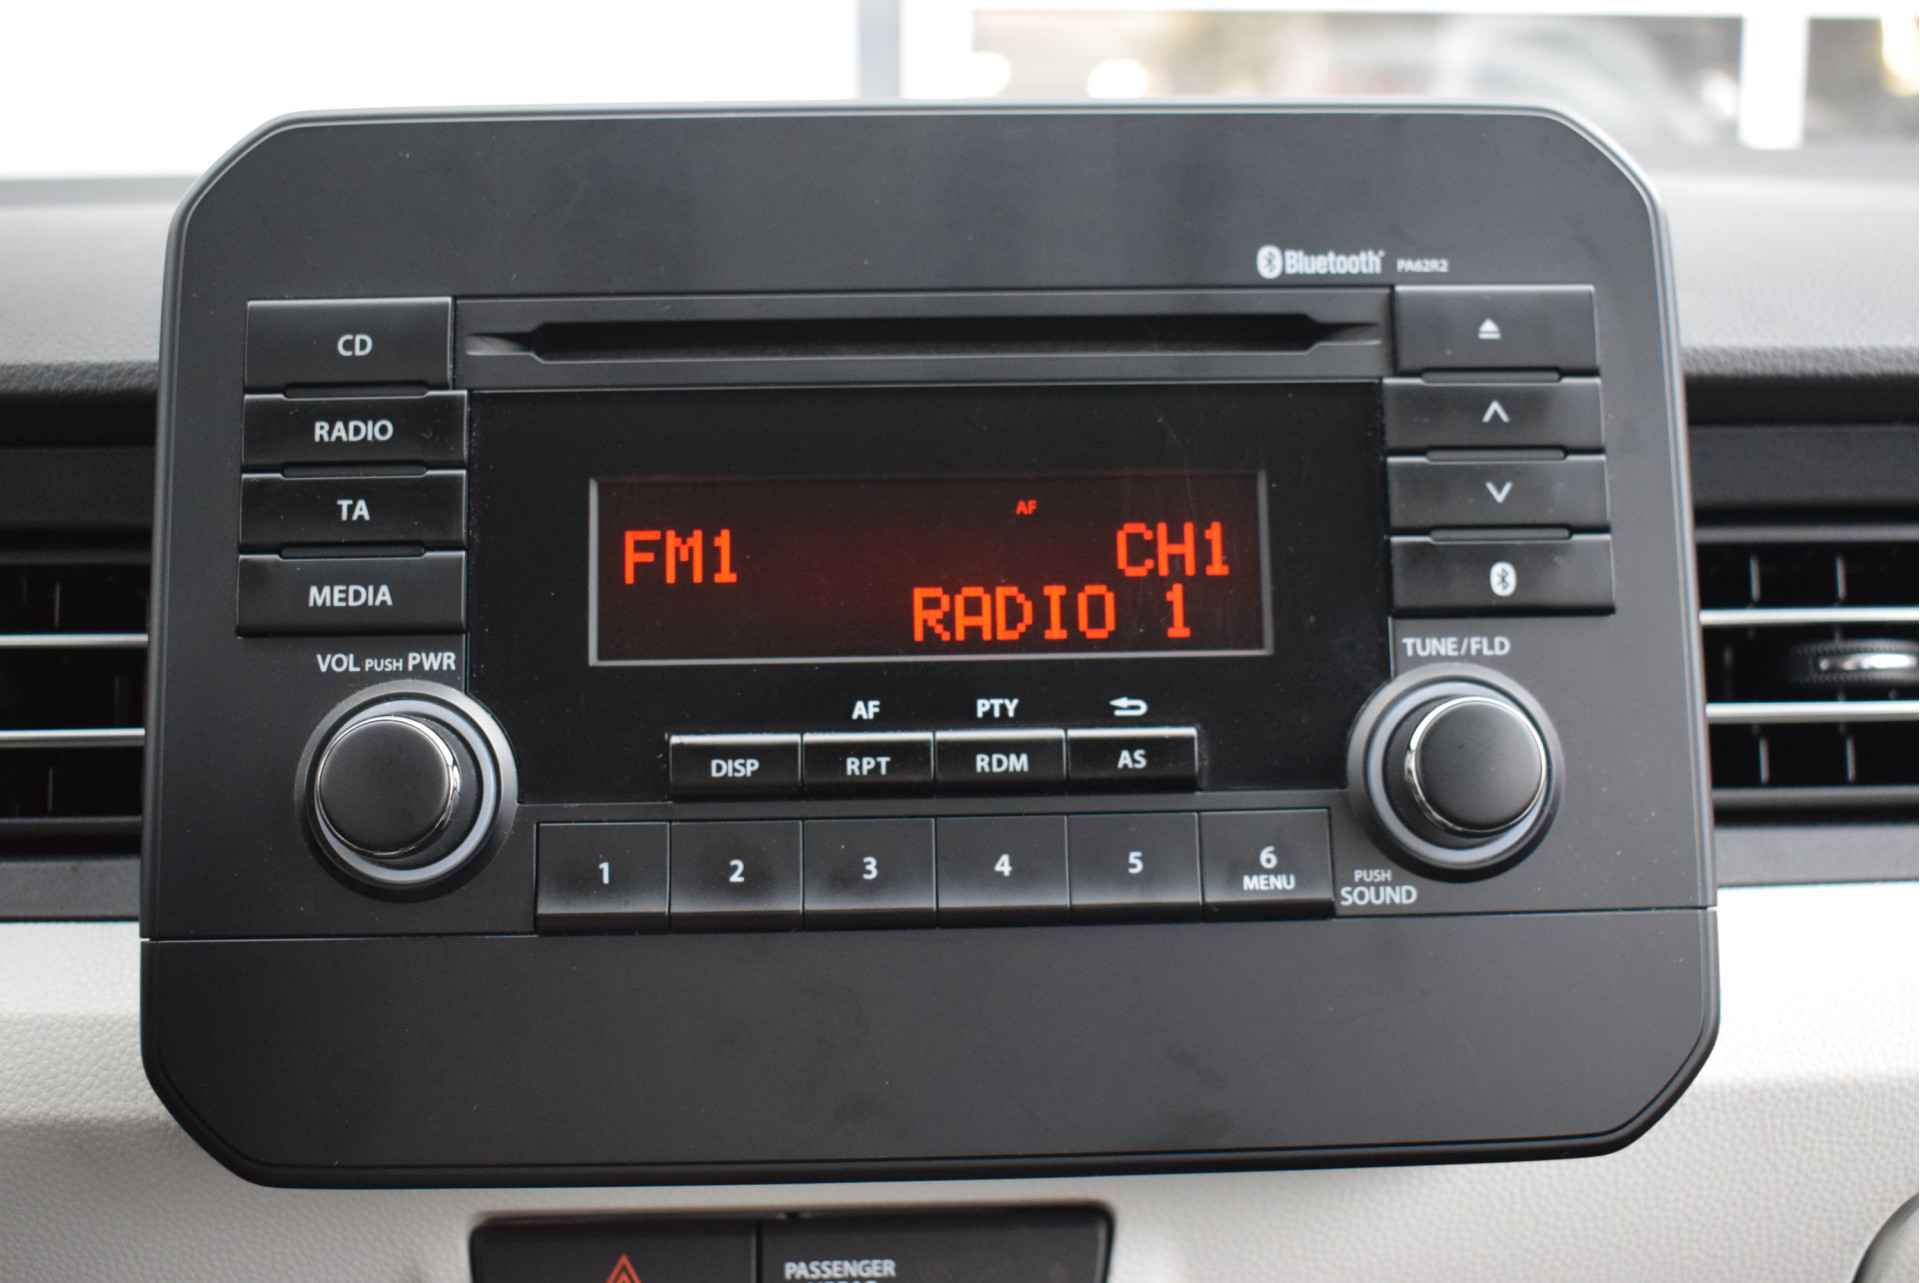 Bluetooth® PA62R2
CD
RADIO
TA
MEDIA
AF
FM1 CH1
RADIO 1
VOL PUSH PWR
TUNE/FLD
AF PTY
DISP RPT RDM AS
1 2 3 4 5 6
MENU
PUSH
SOUND
PASSENGER